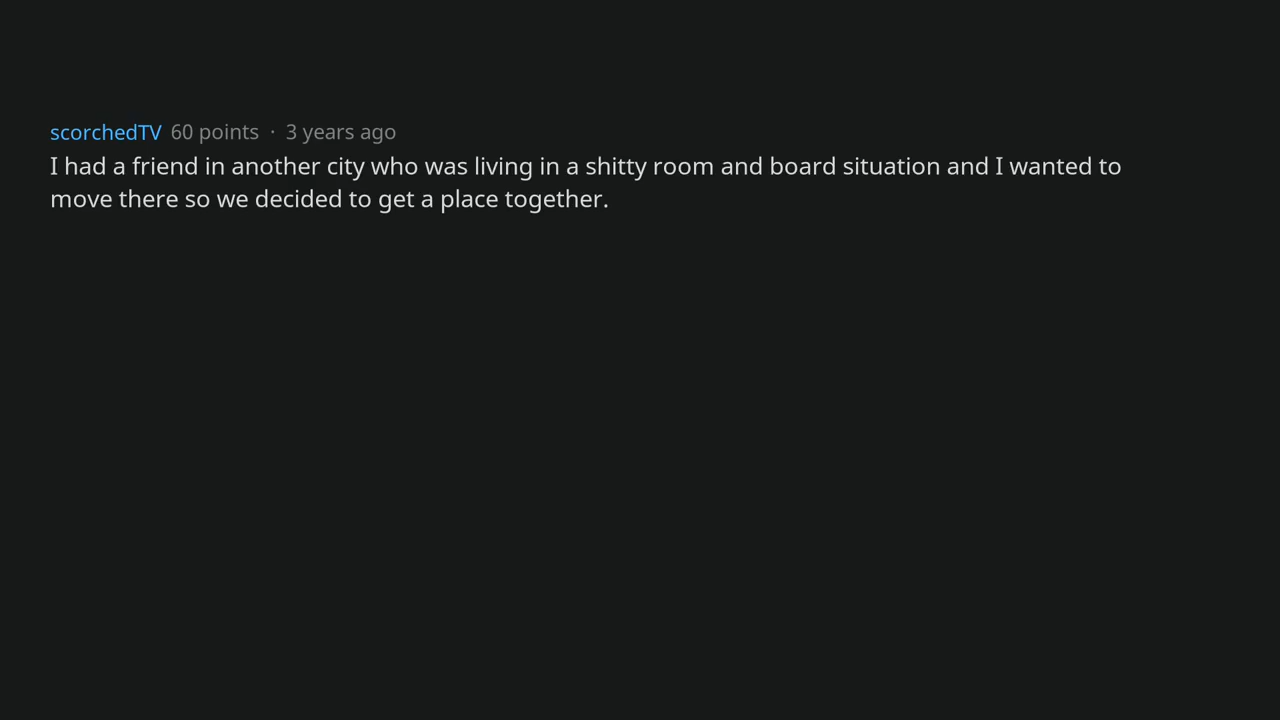 scorchedTV 60 points · 3 years ago
I had a friend in another city who was living in a shitty room and board situation and I wanted to
move there so we decided to get a place together.